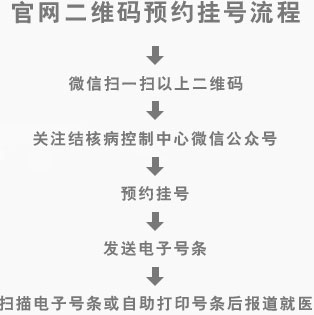 官网二维码预约挂号流程
微信扫一扫以上二维码
关注结核病控制中心微信公众号
预约挂号
发送电子号条
扫描电子号条或自助打印号条后报道就医